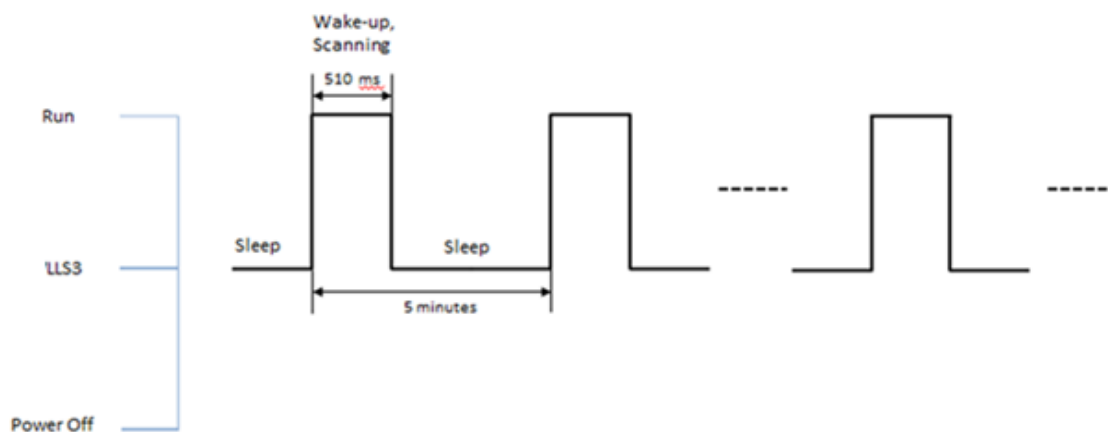 Wake-up,
Scanning
510 ms
Run
Sleep
Sleep
'LLS3
5 minutes
Power Off